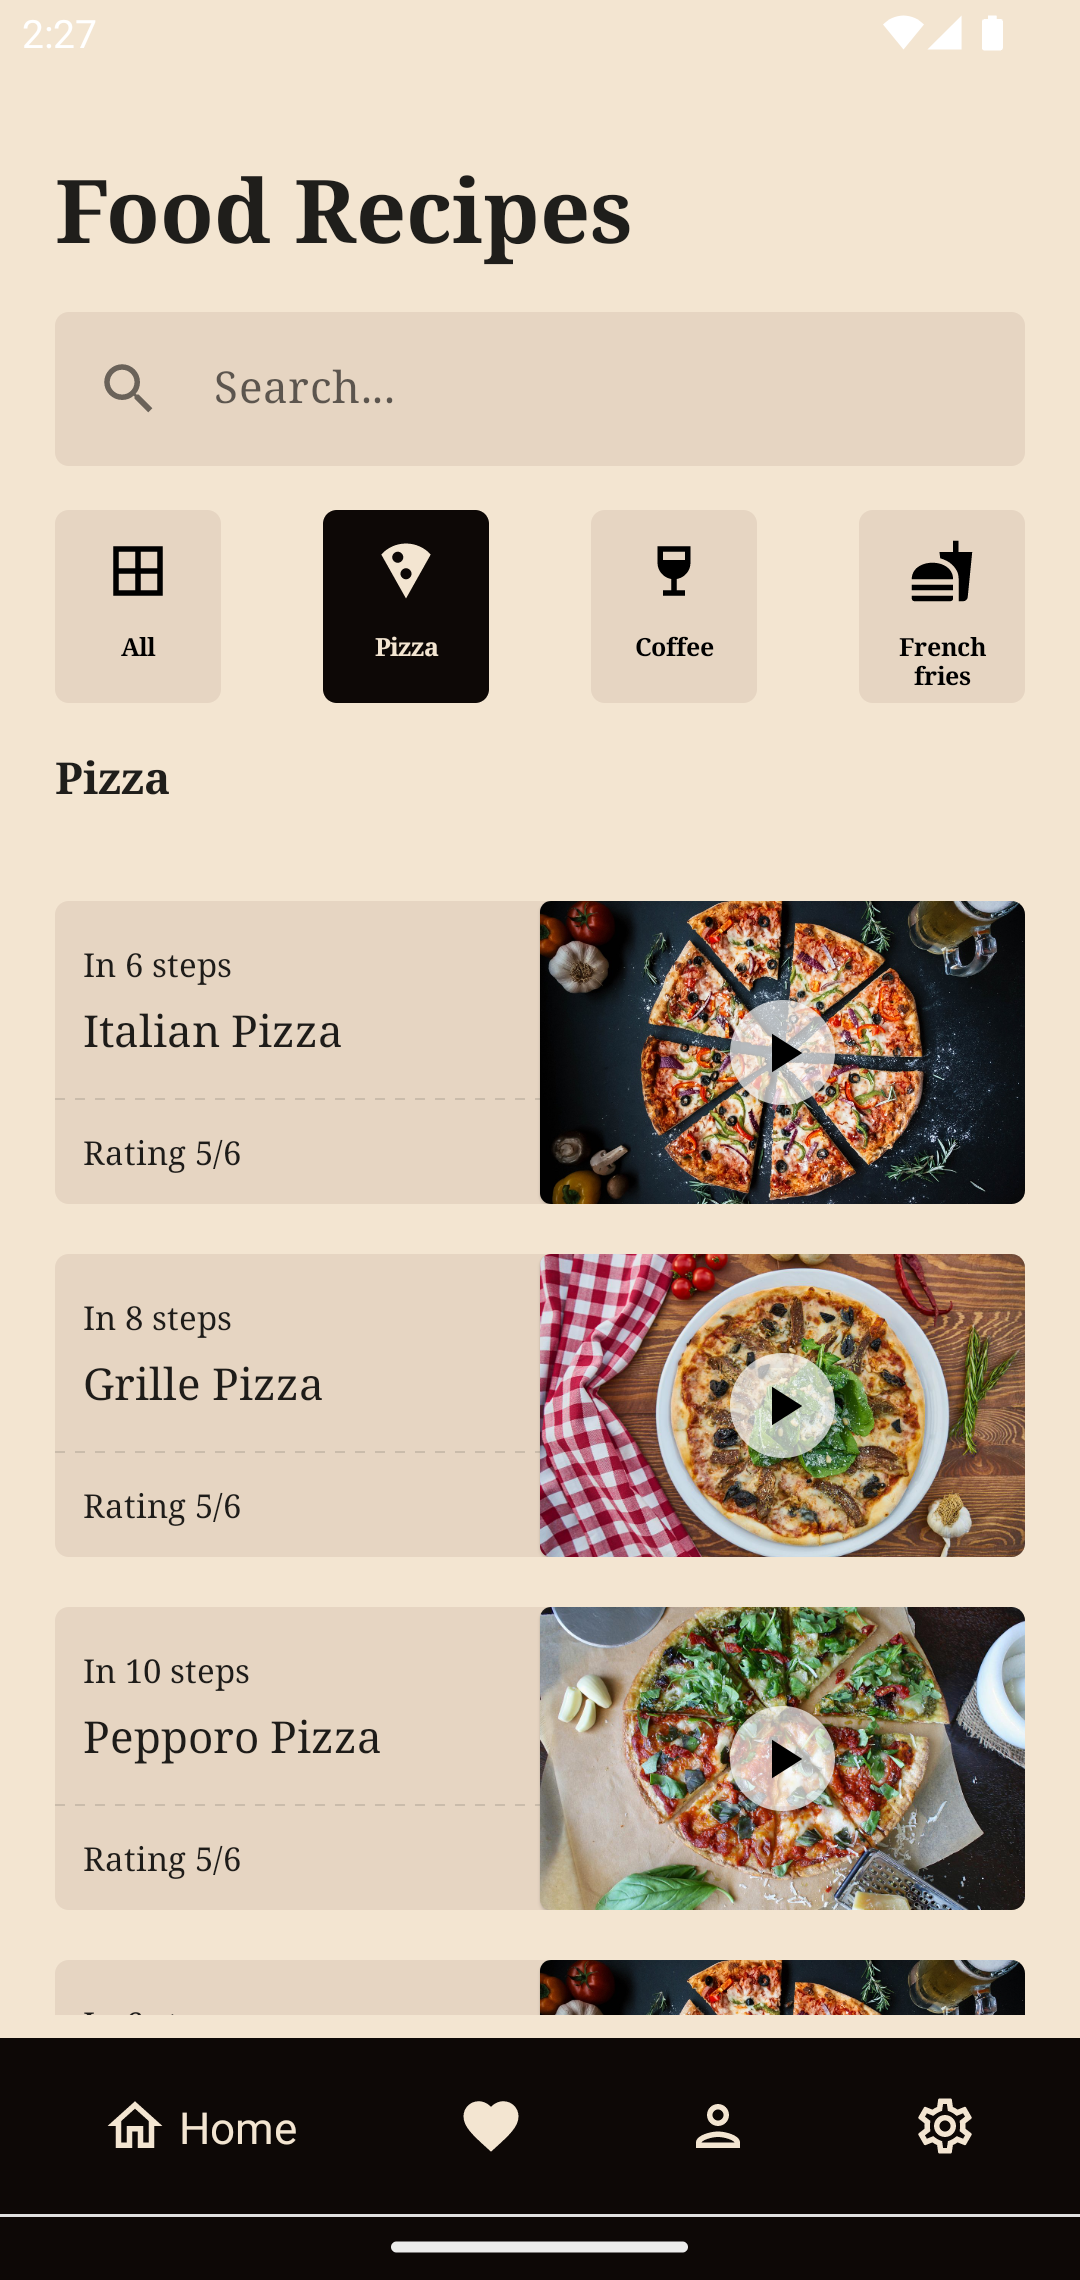 2:27
Food Recipes
Search...
All
Pizza
Coffee
French
fries
Pizza
In 6 steps
Italian Pizza
Rating 5/6
In 8 steps
Grille Pizza
Rating 5/6
In 10 steps
Pepporo Pizza
Rating 5/6
Home